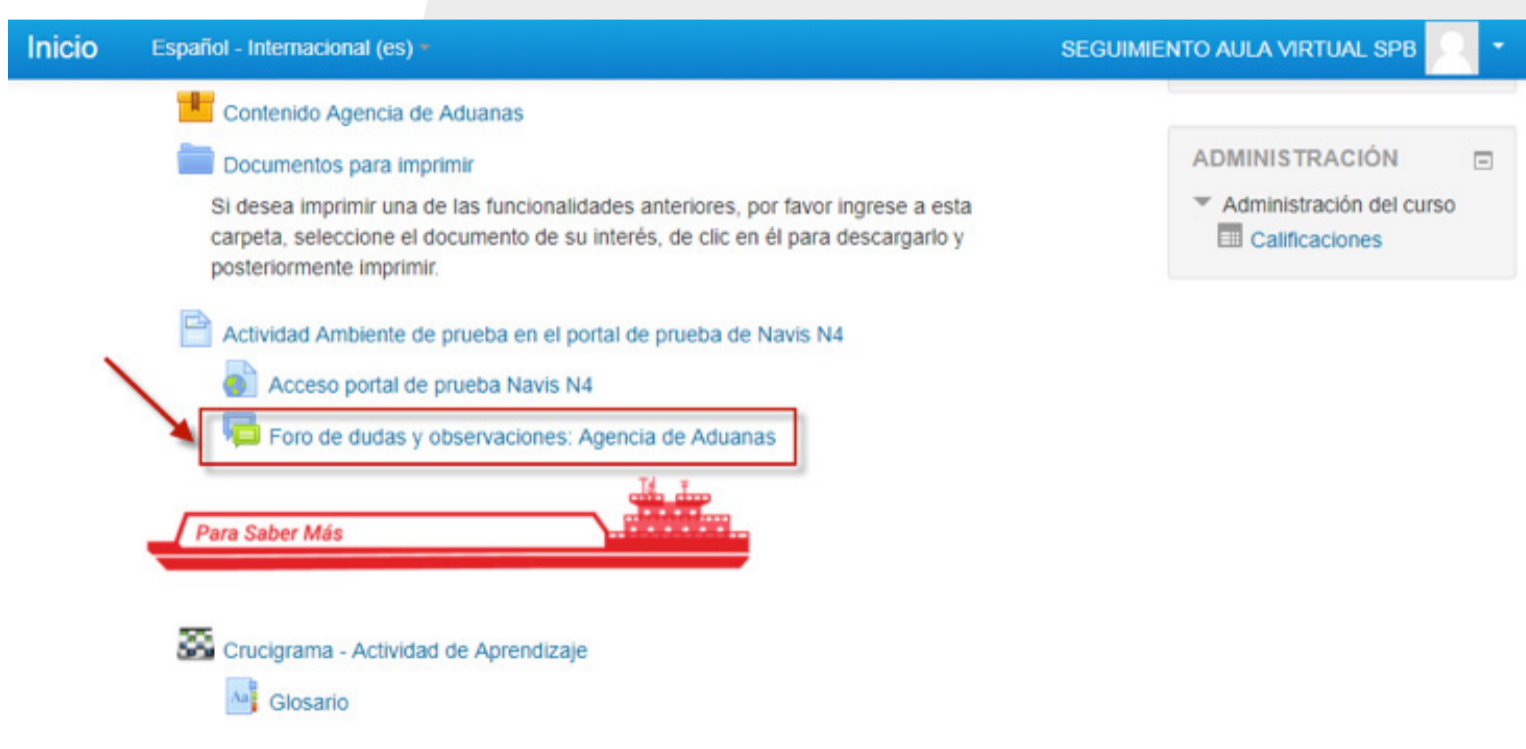 Inicio Español - Internacional (es) SEGUIMIENTO AULA VIRTUAL SPB
Contenido Agencia de Aduanas
Documentos para imprimir
Si desea imprimir una de las funcionalidades anteriores, por favor ingrese a esta
carpeta, seleccione el documento de su interés, de clic en él para descargarlo y
posteriormente imprimir.
Actividad Ambiente de prueba en el portal de prueba de Navis N4
Acceso portal de prueba Navis N4
Foro de dudas y observaciones: Agencia de Aduanas
Para Saber Más
Crucigrama - Actividad de Aprendizaje
Aa
Glosario
ADMINISTRACIÓN
Administración del curso
Calificaciones